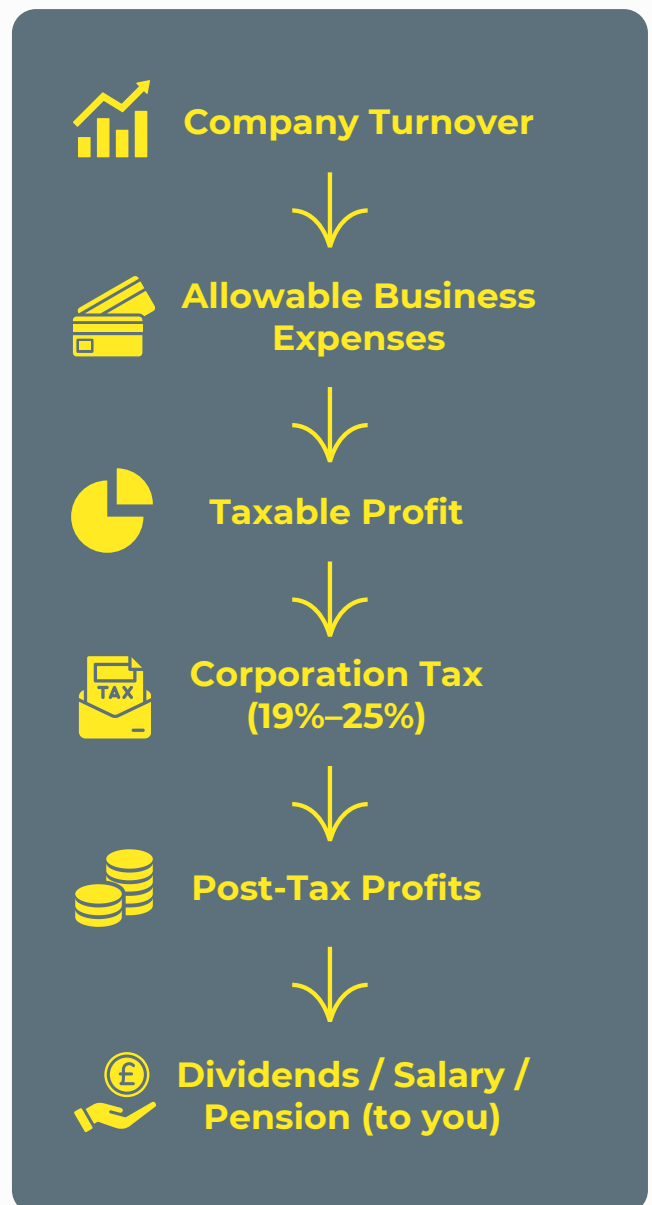 Company Turnover
Allowable Business
Expenses
Taxable Profit
TAX
Corporation Tax
(19%–25%)
Post-Tax Profits
£
Dividends / Salary /
Pension (to you)